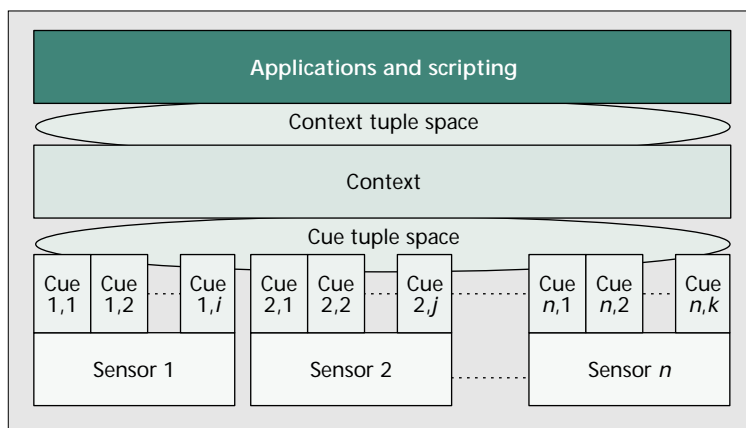 Applications and scripting
Context tuple space
Context
Cue tuple space
Cue Cue Cue Cue Cue Cue Cue Cue Cue
1,1 1,2 1,i 2,1 2,2 2,j n,1 n,2 n,k
Sensor 1 Sensor 2 Sensor n